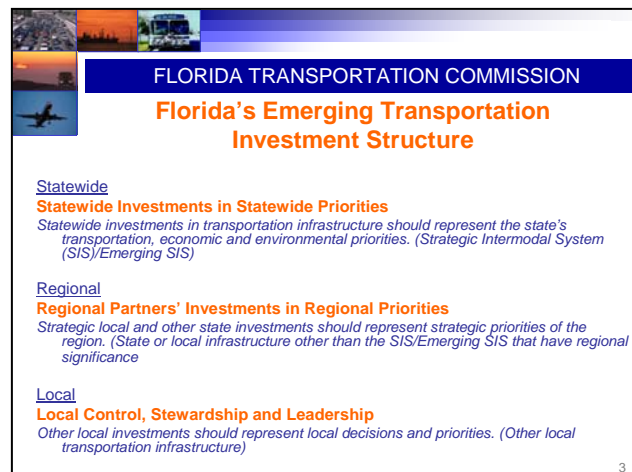 FLORIDA TRANSPORTATION COMMISSION
Florida's Emerging Transportation
Investment Structure
Statewide
Statewide Investments in Statewide Priorities
Statewide investments in transportation infrastructure should represent the state's
transportation, economic and environmental priorities. (Strategic Intermodal System
(SIS)/Emerging SIS)
Regional
Regional Partners' Investments in Regional Priorities
Strategic local and other state investments should represent strategic priorities of the
region. (State or local infrastructure other than the SIS/Emerging SIS that have regional
significance
Local
Local Control, Stewardship and Leadership
Other local investments should represent local decisions and priorities. (Other local
transportation infrastructure)
3